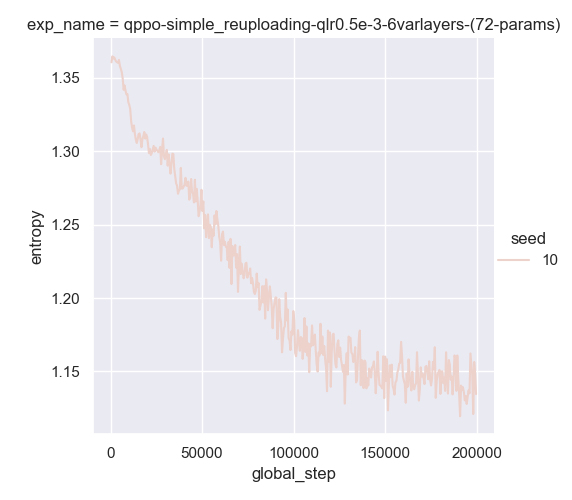 exp_name = qppo-simple_reuploading-qlr0.5e-3-6varlayers-(72-params)
1.35
1.30
1.25
1.20
1.15
entropy
0
50000
100000
150000
200000
global_step
seed
10